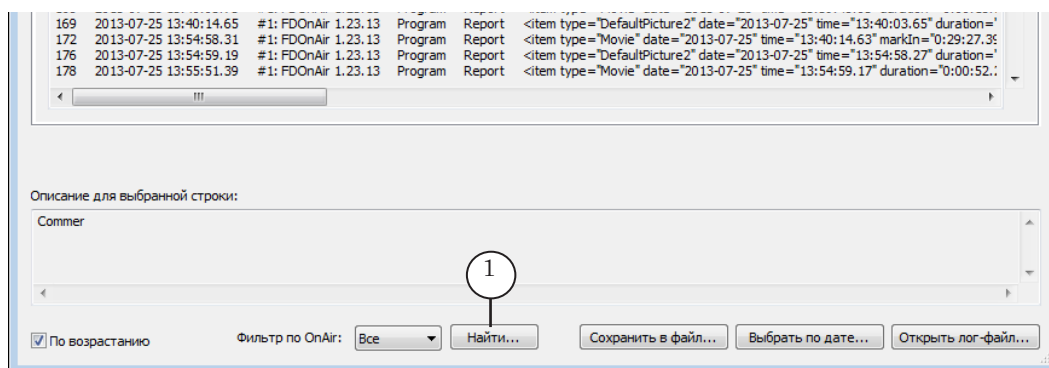 169 2013-07-25 13:40:14.65 #1: FDOnAir 1.23.13 Program Report <item type="DefaultPicture2" date="2013-07-25" time="13:40:03.65" duration="
172 2013-07-25 13:54:58.31 #1: FDOnAir 1.23.13 Program Report <item type="Movie" date="2013-07-25" time="13:40:14.63" markIn="0:29:27.39
176 2013-07-25 13:54:59.19 #1: FDOnAir 1.23.13 Program Report <item type="DefaultPicture2" date="2013-07-25" time="13:54:58.27" duration="
178 2013-07-25 13:55:51.39 #1: FDOnAir 1.23.13 Program Report <item type="Movie" date="2013-07-25" time="13:54:59.17" duration="0:00:52.
Описание для выбранной строки:
Commer
1
По возрастанию Фильтр по OnAir: Все Найти... Сохранить в файл... Выбрать по дате... Открыть лог-файл...